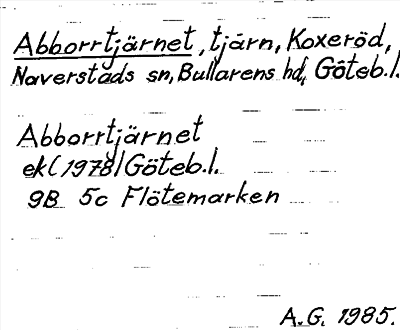 Abborrtjärnet, tjärn, Koxeröd,
Naverstads sn, Bullarens hd, Göteb.l.
Abborrtjärnet
ek (1978) Göteb.l.
9B 5c Flötemarken
A.G. 1985.